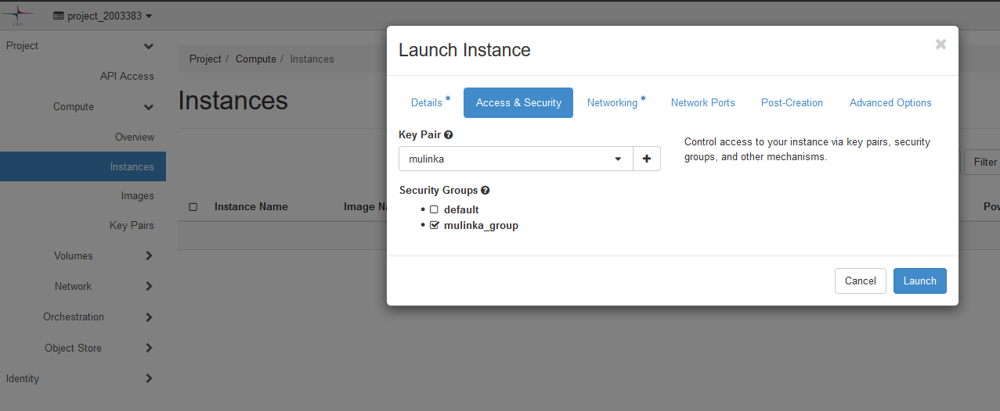 CSC
project_2003383
Project
API Access
Compute
Overview
Instances
Images
Key Pairs
Volumes
Network
Orchestration
Object Store
Identity
Project / Compute / Instances
Instances
Filter
Instance Name Image Na
Pow
Launch Instance
Details * Access & Security Networking * Network Ports Post-Creation Advanced Options
Key Pair
mulinka
Control access to your instance via key pairs, security
groups, and other mechanisms.
Security Groups
default
mulinka_group
Cancel Launch